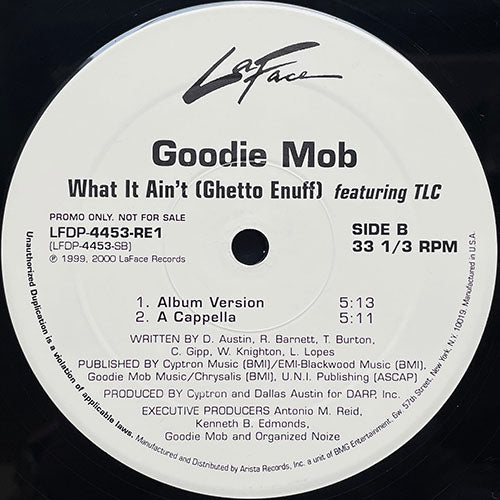 LaFace
Goodie Mob
What It Ain't (Ghetto Enuff) featuring TLC
PROMO ONLY. NOT FOR SALE
LFDP-4453-RE1
(LFDP-4453-SB)
℗ 1999, 2000 LaFace Records
SIDE B
33 1/3 RPM
1. Album Version 5:13
2. A Cappella 5:11
WRITTEN BY D. Austin, R. Barnett, T. Burton,
C. Gipp, W. Knighton, L. Lopes
PUBLISHED BY Cyptron Music (BMI)/EMI-Blackwood Music (BMI),
Goodie Mob Music/Chrysalis (BMI), U.N.I. Publishing (ASCAP)
PRODUCED BY Cyptron and Dallas Austin for DARP, Inc.
EXECUTIVE PRODUCERS Antonio M. Reid,
Kenneth B. Edmonds,
Goodie Mob and Organized Noize
Unauthorized Duplication is a violation of applicable laws. Manufactured and Distributed by Arista Records, Inc. a unit of BMG Entertainment, 6w. 57th Street, New York, N.Y. 10019. Manufactured in U.S.A.